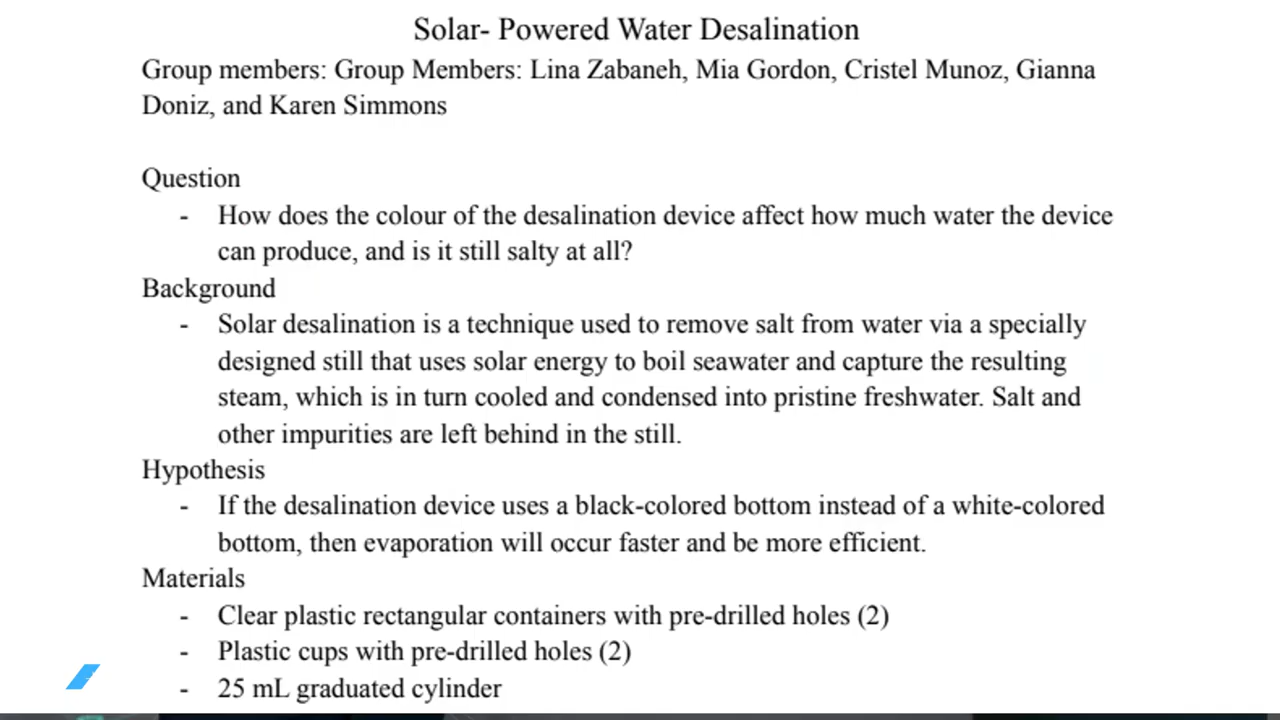 Solar- Powered Water Desalination
Group members: Group Members: Lina Zabaneh, Mia Gordon, Cristel Munoz, Gianna
Doniz, and Karen Simmons
Question
- How does the colour of the desalination device affect how much water the device
can produce, and is it still salty at all?
Background
- Solar desalination is a technique used to remove salt from water via a specially
designed still that uses solar energy to boil seawater and capture the resulting
steam, which is in turn cooled and condensed into pristine freshwater. Salt and
other impurities are left behind in the still.
Hypothesis
- If the desalination device uses a black-colored bottom instead of a white-colored
bottom, then evaporation will occur faster and be more efficient.
Materials
- Clear plastic rectangular containers with pre-drilled holes (2)
- Plastic cups with pre-drilled holes (2)
- 25 mL graduated cylinder